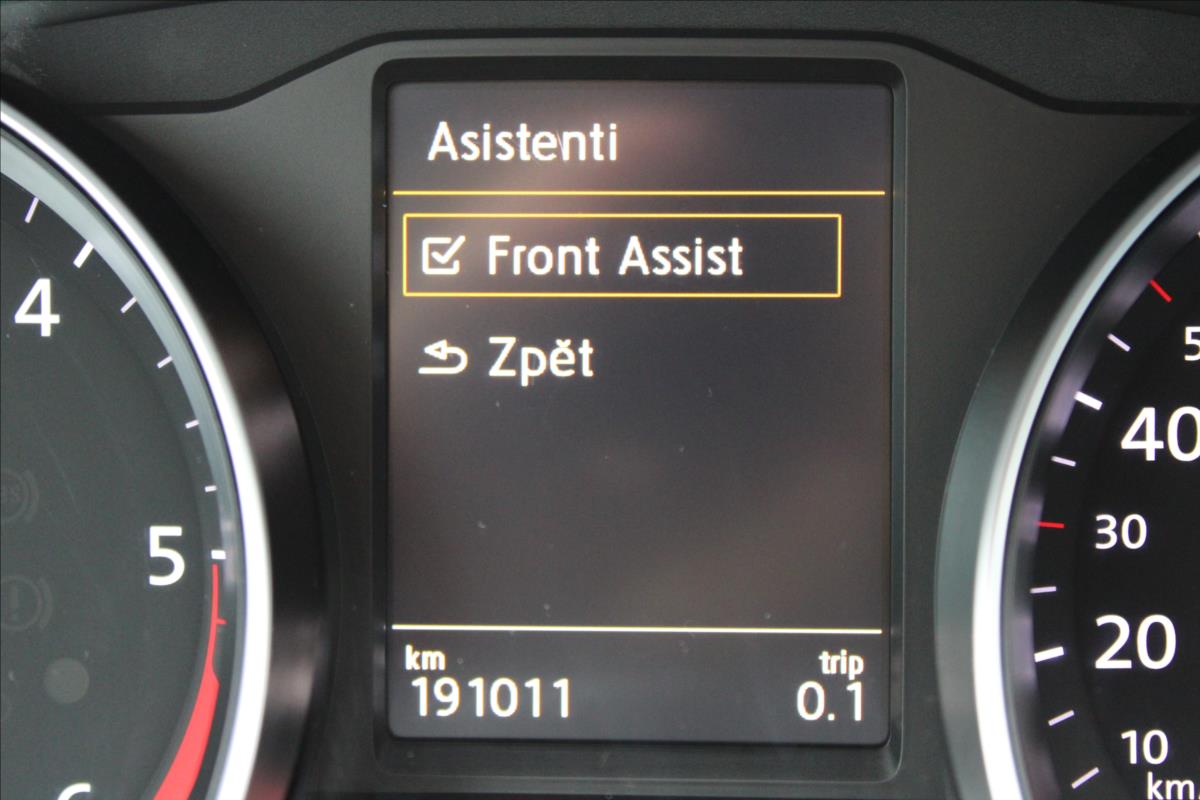 Asistenti
Front Assist
Zpět
km
191011
trip
0.1
4
5
40
30
20
10
km